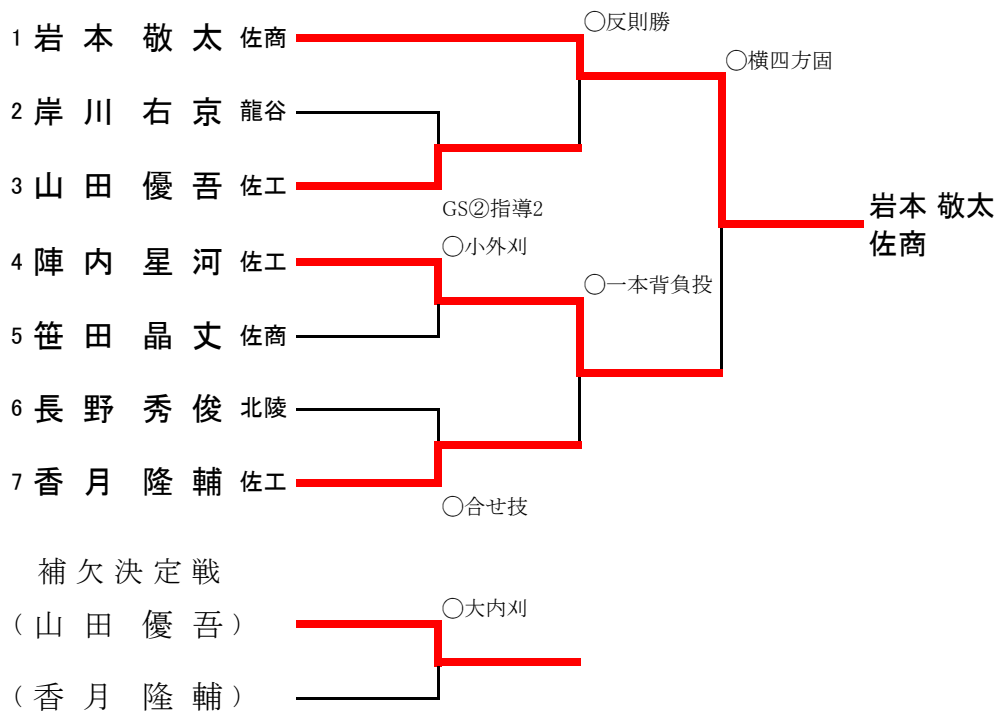 ○反則勝
1 岩本 敬太 佐商
○横四方固
2 岸川 右京 龍谷
3 山田 優吾 佐工
GS②指導2
岩本 敬太
佐商
○小外刈
4 陣内 星河 佐工
○一本背負投
5 笹田 晶丈 佐商
6 長野 秀俊 北陵
7 香月 隆輔 佐工
○合せ技
補欠決定戦
(山田 優吾)
○大内刈
(香月 隆輔)